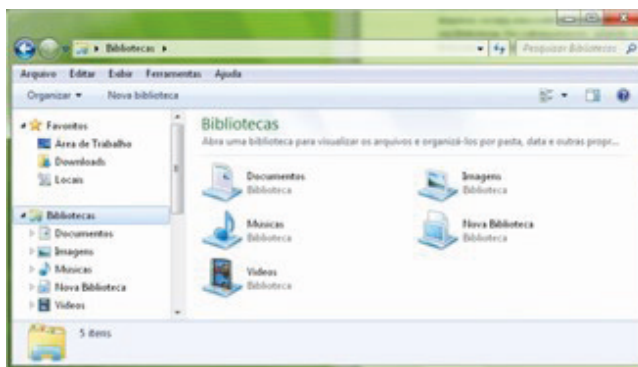 Bibliotecas
Pesquisar Bibliotecas
Arquivo Editar Exibir Ferramentas Ajuda
Organizar Nova biblioteca
Favoritos
Area de Trabalho
Downloads
Locais
Bibliotecas
Documentos
Imagens
Musicas
Nova Biblioteca
Videos
Bibliotecas
Abra uma biblioteca para visualizar os arquivos e organizá-los por pasta, data e outras propr...
Documentos
Biblioteca
Imagens
Biblioteca
Musicas
Biblioteca
Nova Biblioteca
Biblioteca
Videos
Biblioteca
5 itens